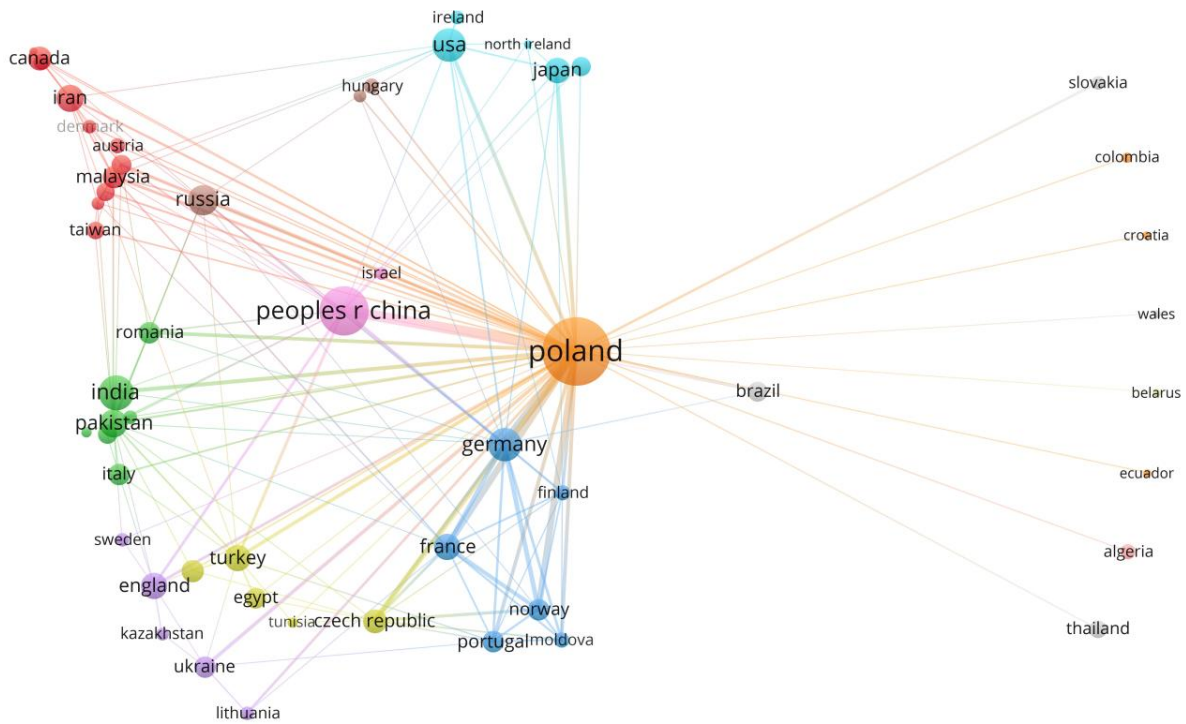 ireland
usa
north ireland
canada
japan
slovakia
hungary
iran
denmark
austria
colombia
malaysia
russia
taiwan
croatia
israel
peoples r china
wales
romania
poland
india
brazil
belarus
pakistan
germany
italy
ecuador
finland
sweden
france
algeria
turkey
england
egypt
norway
tunisia
czech republic
thailand
kazakhstan
portugal
moldova
ukraine
lithuania